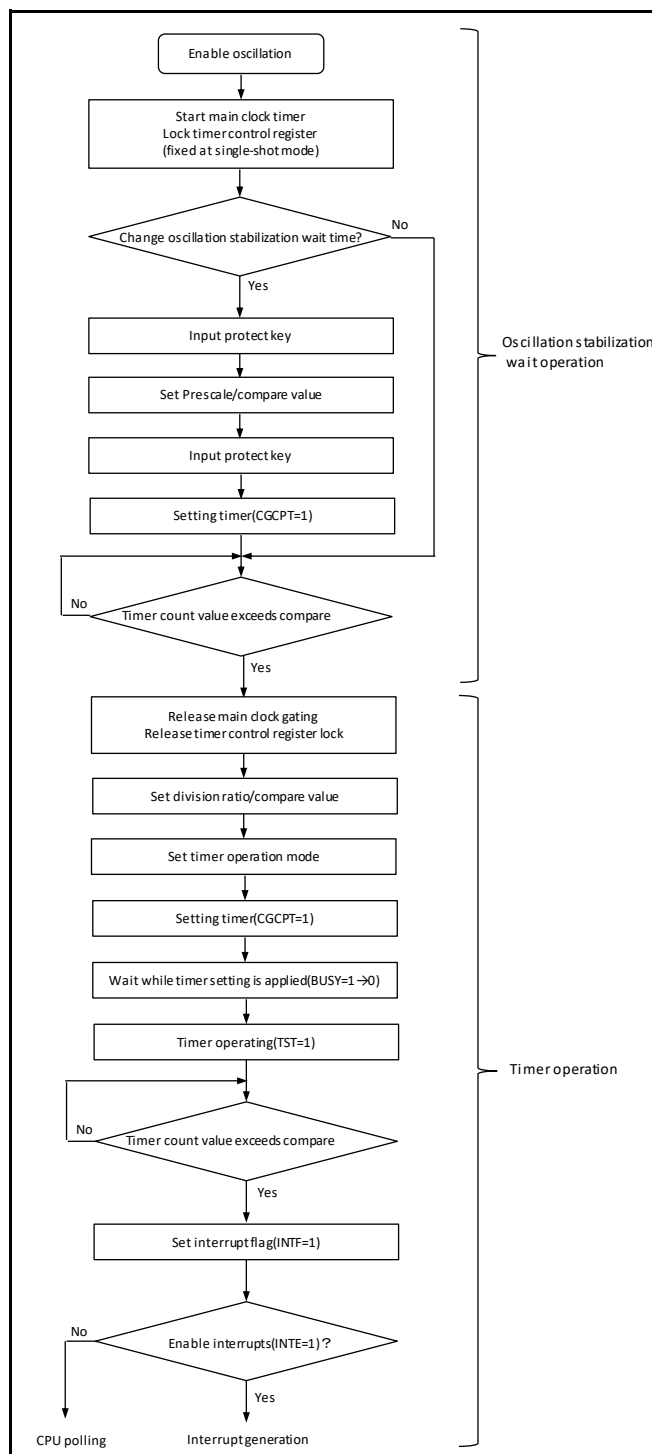 Enable oscillation
Start main clock timer
Lock timer control register
(fixed at single-shot mode)
Change oscillation stabilization wait time?
No
Yes
Input protect key
Set Prescale/compare value
Input protect key
Setting timer(CGCPT=1)
Oscillation stabilization
wait operation
No
Timer count value exceeds compare
Yes
Release main clock gating
Release timer control register lock
Set division ratio/compare value
Set timer operation mode
Setting timer(CGCPT=1)
Wait while timer setting is applied(BUSY=1→0)
Timer operating(TST=1)
Timer operation
No
Timer count value exceeds compare
Yes
Set interrupt flag(INTF=1)
No
Enable interrupts(INTE=1)?
Yes
CPU polling
Interrupt generation